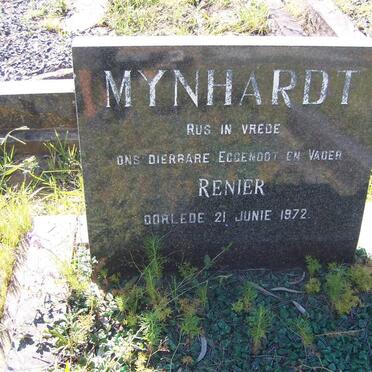 MYNHARDT
RUS IN VREDE
ONS DIERBARE EGGENOOT EN VADER
RENIER
OORLEDE 21 JUNIE 1972.